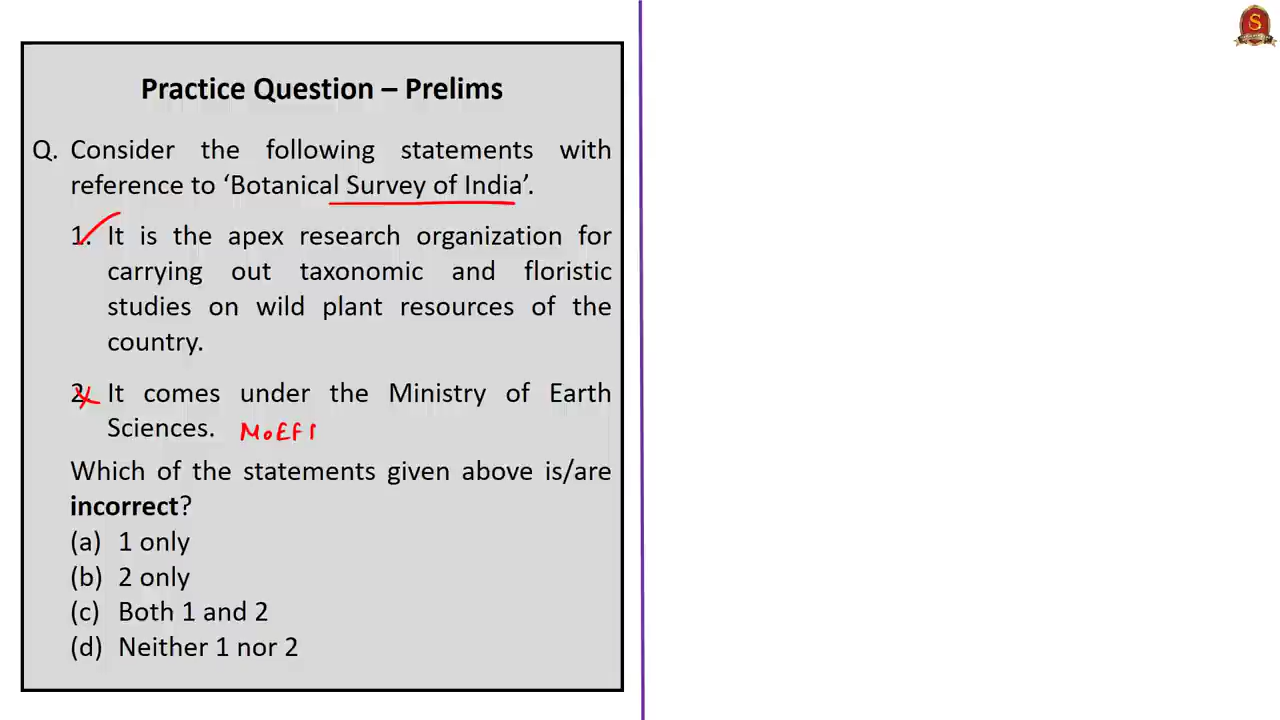 Practice Question – Prelims
Q. Consider the following statements with
reference to ‘Botanical Survey of India’.
1. It is the apex research organization for
carrying out taxonomic and floristic
studies on wild plant resources of the
country.
2. It comes under the Ministry of Earth
Sciences. MoEF
Which of the statements given above is/are
incorrect?
(a) 1 only
(b) 2 only
(c) Both 1 and 2
(d) Neither 1 nor 2
S